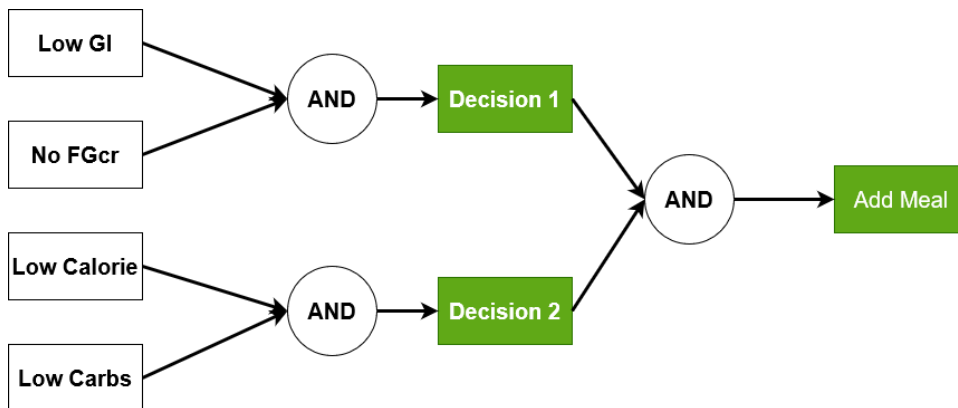 Low GI
No FGcr
AND
Decision 1
Low Calorie
Low Carbs
AND
Decision 2
AND
Add Meal